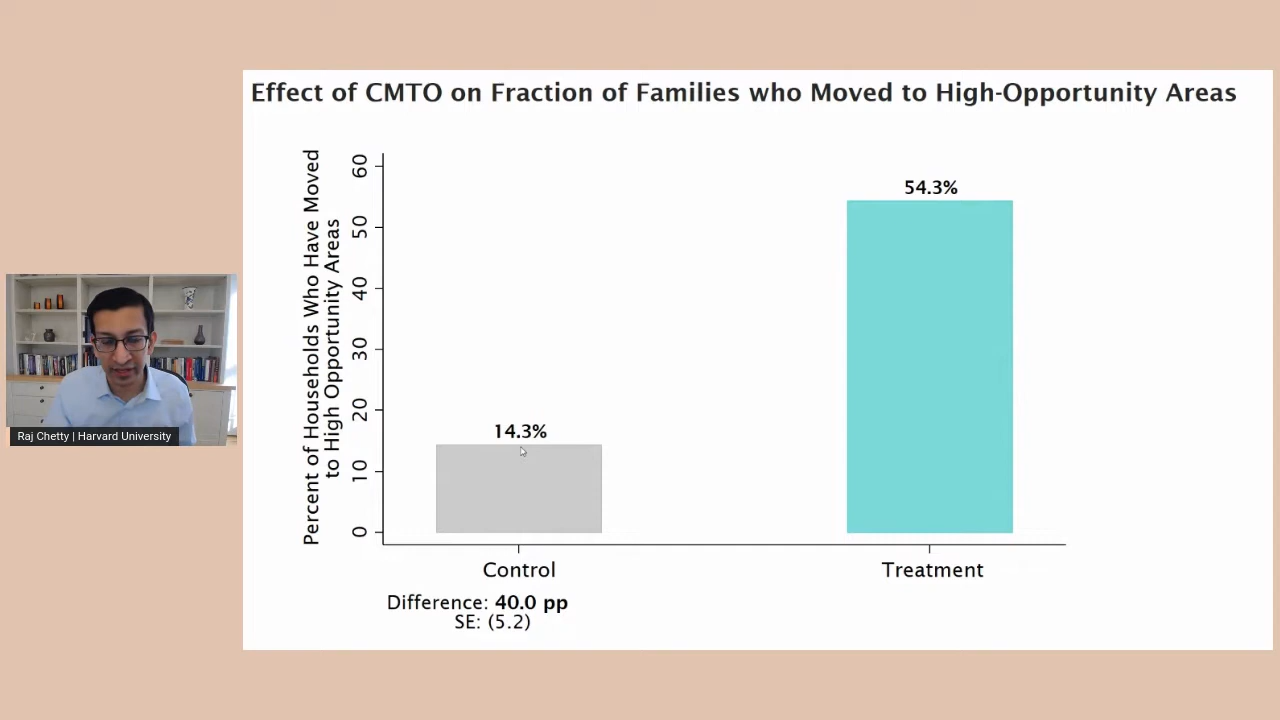 Effect of CMTO on Fraction of Families who Moved to High-Opportunity Areas
Percent of Households Who Have Moved
to High Opportunity Areas
60
50
40
30
20
10
0
14.3%
54.3%
Control
Treatment
Difference: 40.0 pp
SE: (5.2)
Raj Chetty | Harvard University